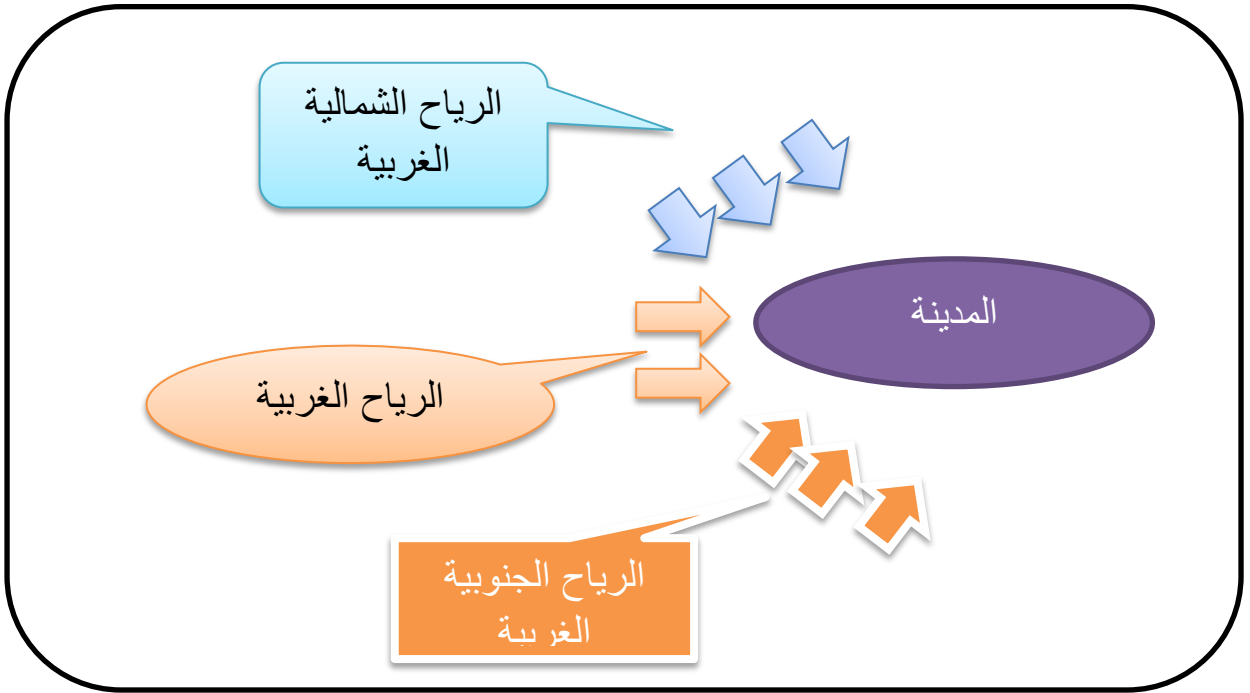 الرياح الشمالية
الغربية
المدينة
الرياح الغربية
الرياح الجنوبية
الغربية